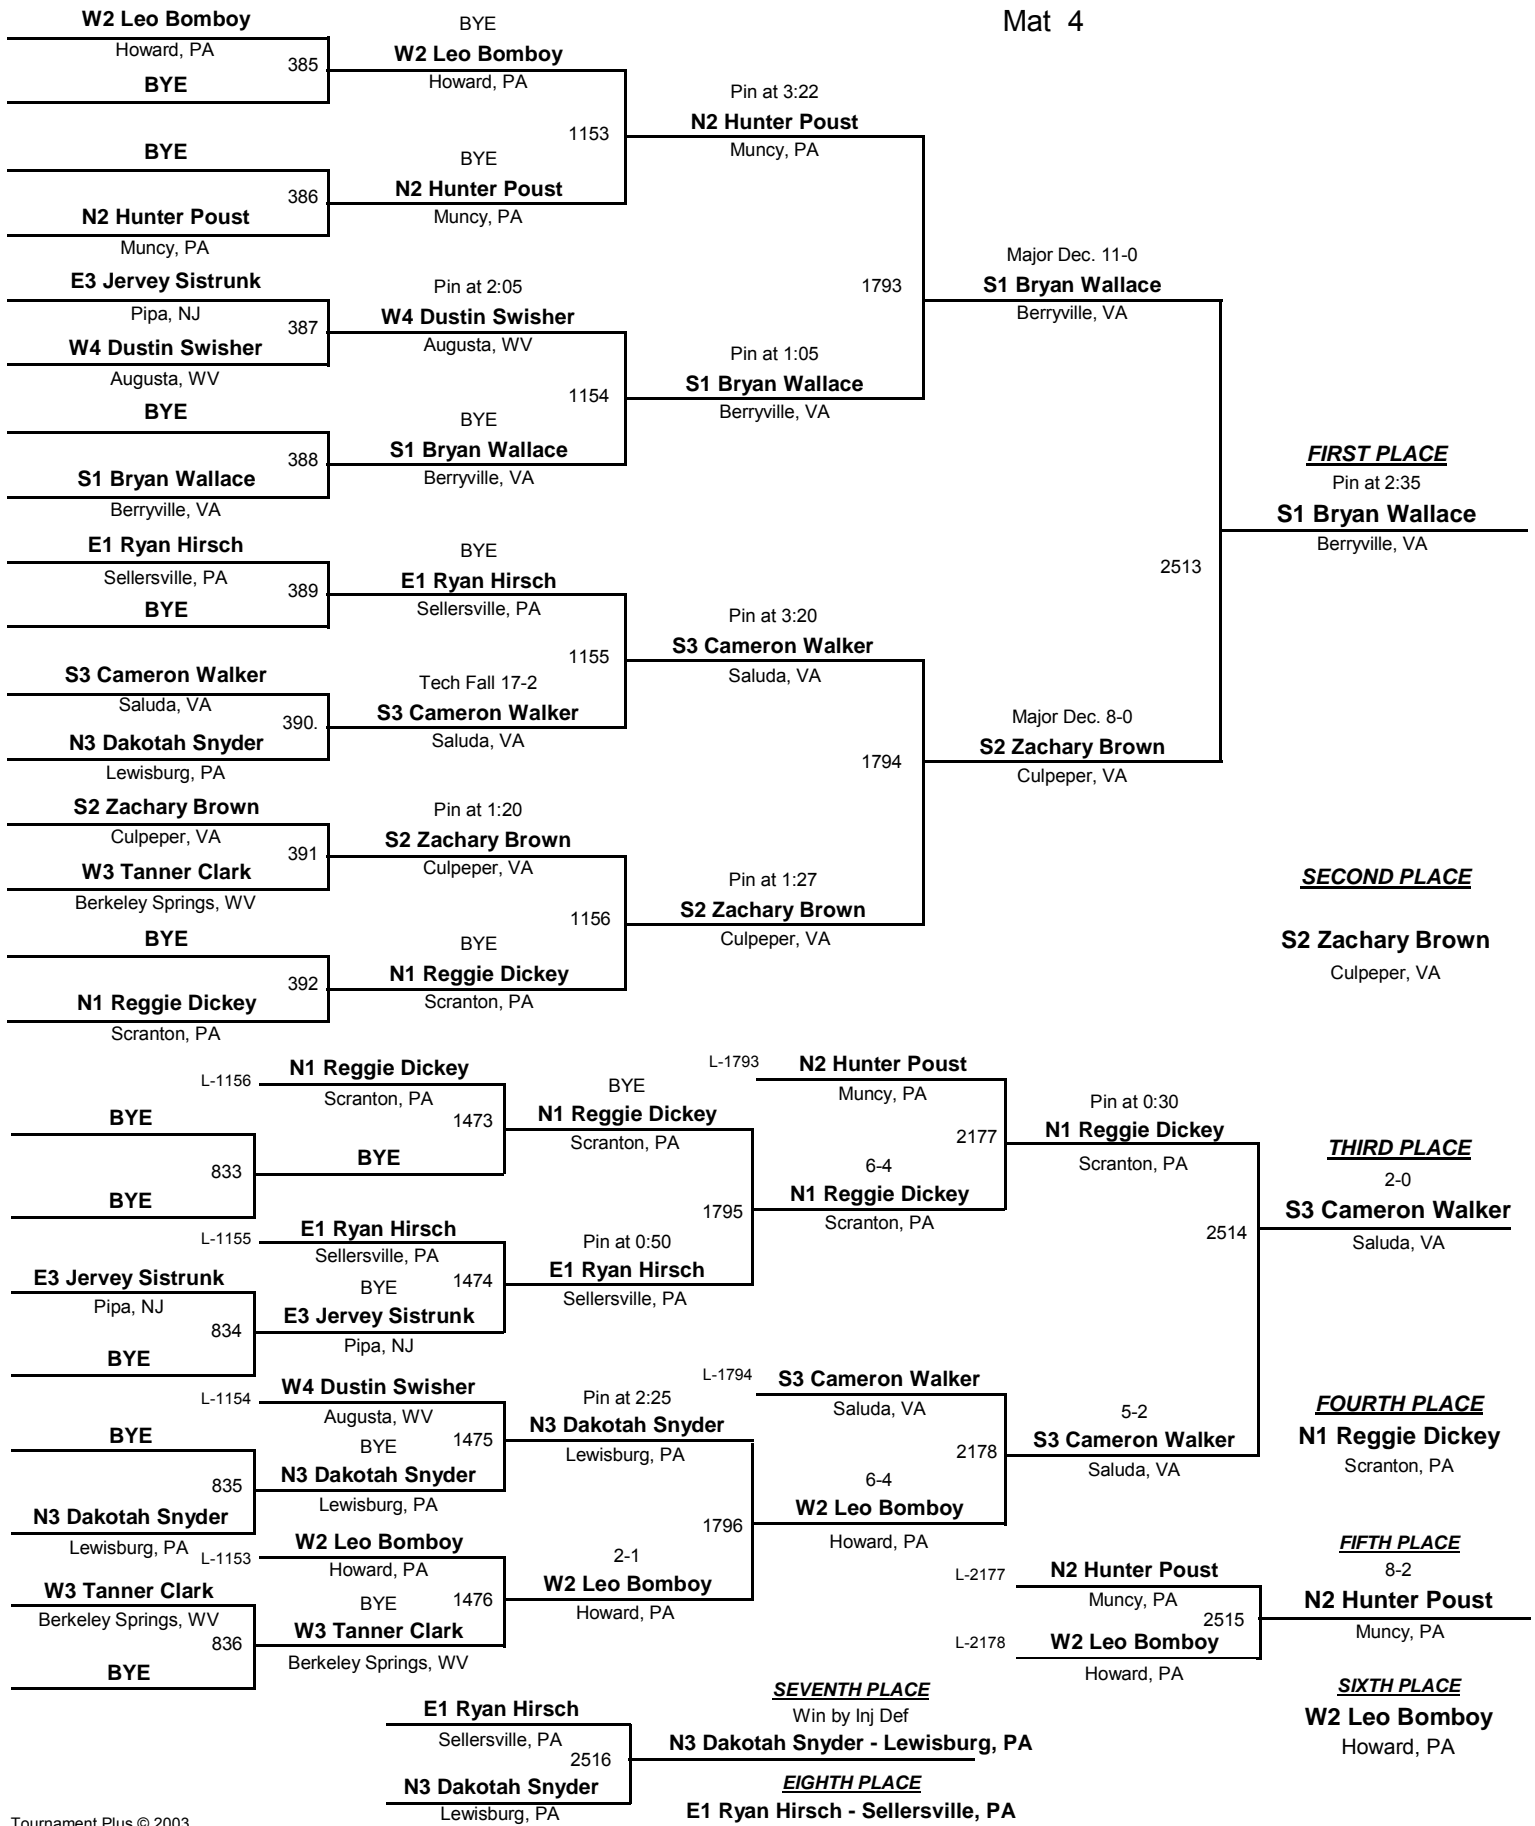 Mat 4
W2 Leo Bomboy
Howard, PA
385
BYE
BYE
N2 Hunter Poust
386
Muncy, PA
E3 Jervey Sistrunk
Pipa, NJ
387
W4 Dustin Swisher
Augusta, WV
BYE
388
S1 Bryan Wallace
Berryville, VA
E1 Ryan Hirsch
Sellersville, PA
389
BYE
S3 Cameron Walker
Saluda, VA
390.
N3 Dakotah Snyder
Lewisburg, PA
S2 Zachary Brown
Culpeper, VA
391
W3 Tanner Clark
Berkeley Springs, WV
BYE
392
N1 Reggie Dickey
Scranton, PA
BYE
W2 Leo Bomboy
Howard, PA
1153
BYE
N2 Hunter Poust
Muncy, PA
Pin at 2:05
W4 Dustin Swisher
Augusta, WV
1154
BYE
S1 Bryan Wallace
Berryville, VA
BYE
E1 Ryan Hirsch
Sellersville, PA
1155
Tech Fall 17-2
S3 Cameron Walker
Saluda, VA
Pin at 1:20
S2 Zachary Brown
Culpeper, VA
1156
BYE
N1 Reggie Dickey
Scranton, PA
Pin at 3:22
N2 Hunter Poust
Muncy, PA
1793
Pin at 1:05
S1 Bryan Wallace
Berryville, VA
Pin at 3:20
S3 Cameron Walker
Saluda, VA
1794
Pin at 1:27
S2 Zachary Brown
Culpeper, VA
Major Dec. 11-0
S1 Bryan Wallace
Berryville, VA
2513
Major Dec. 8-0
S2 Zachary Brown
Culpeper, VA
FIRST PLACE
Pin at 2:35
S1 Bryan Wallace
Berryville, VA
SECOND PLACE
S2 Zachary Brown
Culpeper, VA
BYE
833
BYE
E3 Jervey Sistrunk
Pipa, NJ
834
BYE
BYE
835
N3 Dakotah Snyder
Lewisburg, PA
W3 Tanner Clark
Berkeley Springs, WV
836
BYE
L-1156
N1 Reggie Dickey
Scranton, PA
1473
BYE
L-1155
E1 Ryan Hirsch
Sellersville, PA
BYE
1474
E3 Jervey Sistrunk
Pipa, NJ
L-1154
W4 Dustin Swisher
Augusta, WV
BYE
1475
N3 Dakotah Snyder
Lewisburg, PA
L-1153
W2 Leo Bomboy
Howard, PA
BYE
1476
W3 Tanner Clark
Berkeley Springs, WV
BYE
N1 Reggie Dickey
Scranton, PA
1795
Pin at 0:50
E1 Ryan Hirsch
Sellersville, PA
Pin at 2:25
N3 Dakotah Snyder
Lewisburg, PA
1796
2-1
W2 Leo Bomboy
Howard, PA
L-1793
N2 Hunter Poust
Muncy, PA
2177
6-4
N1 Reggie Dickey
Scranton, PA
L-1794
S3 Cameron Walker
Saluda, VA
2178
6-4
W2 Leo Bomboy
Howard, PA
Pin at 0:30
N1 Reggie Dickey
Scranton, PA
2514
5-2
S3 Cameron Walker
Saluda, VA
THIRD PLACE
2-0
S3 Cameron Walker
Saluda, VA
FOURTH PLACE
N1 Reggie Dickey
Scranton, PA
L-2177
N2 Hunter Poust
Muncy, PA
2515
L-2178
W2 Leo Bomboy
Howard, PA
FIFTH PLACE
8-2
N2 Hunter Poust
Muncy, PA
SIXTH PLACE
W2 Leo Bomboy
Howard, PA
E1 Ryan Hirsch
Sellersville, PA
2516
N3 Dakotah Snyder
Lewisburg, PA
SEVENTH PLACE
Win by Inj Def
N3 Dakotah Snyder - Lewisburg, PA
EIGHTH PLACE
E1 Ryan Hirsch - Sellersville, PA
Tournament Plus © 2003